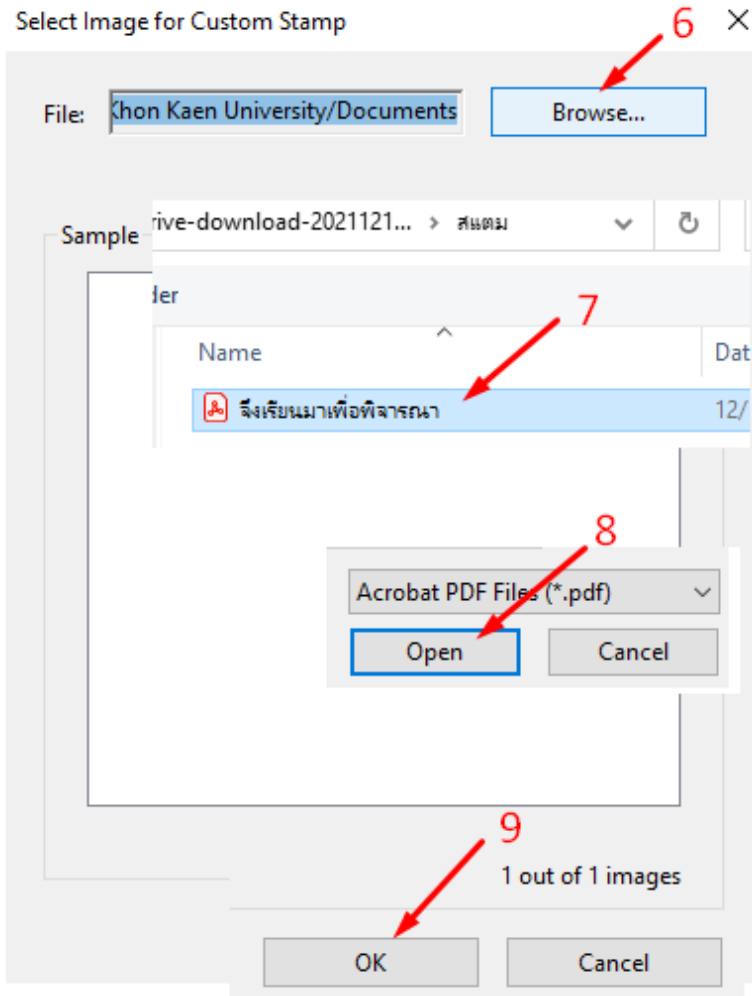 Select Image for Custom Stamp
6
File:
Khon Kaen University/Documents
Browse...
Sample
rive-download-2021121... > สแตม
der
7
Name
Dat
จึงเรียนมาเพื่อพิจารณา
12/
8
Acrobat PDF Files (*.pdf)
Open
Cancel
9
1 out of 1 images
OK
Cancel